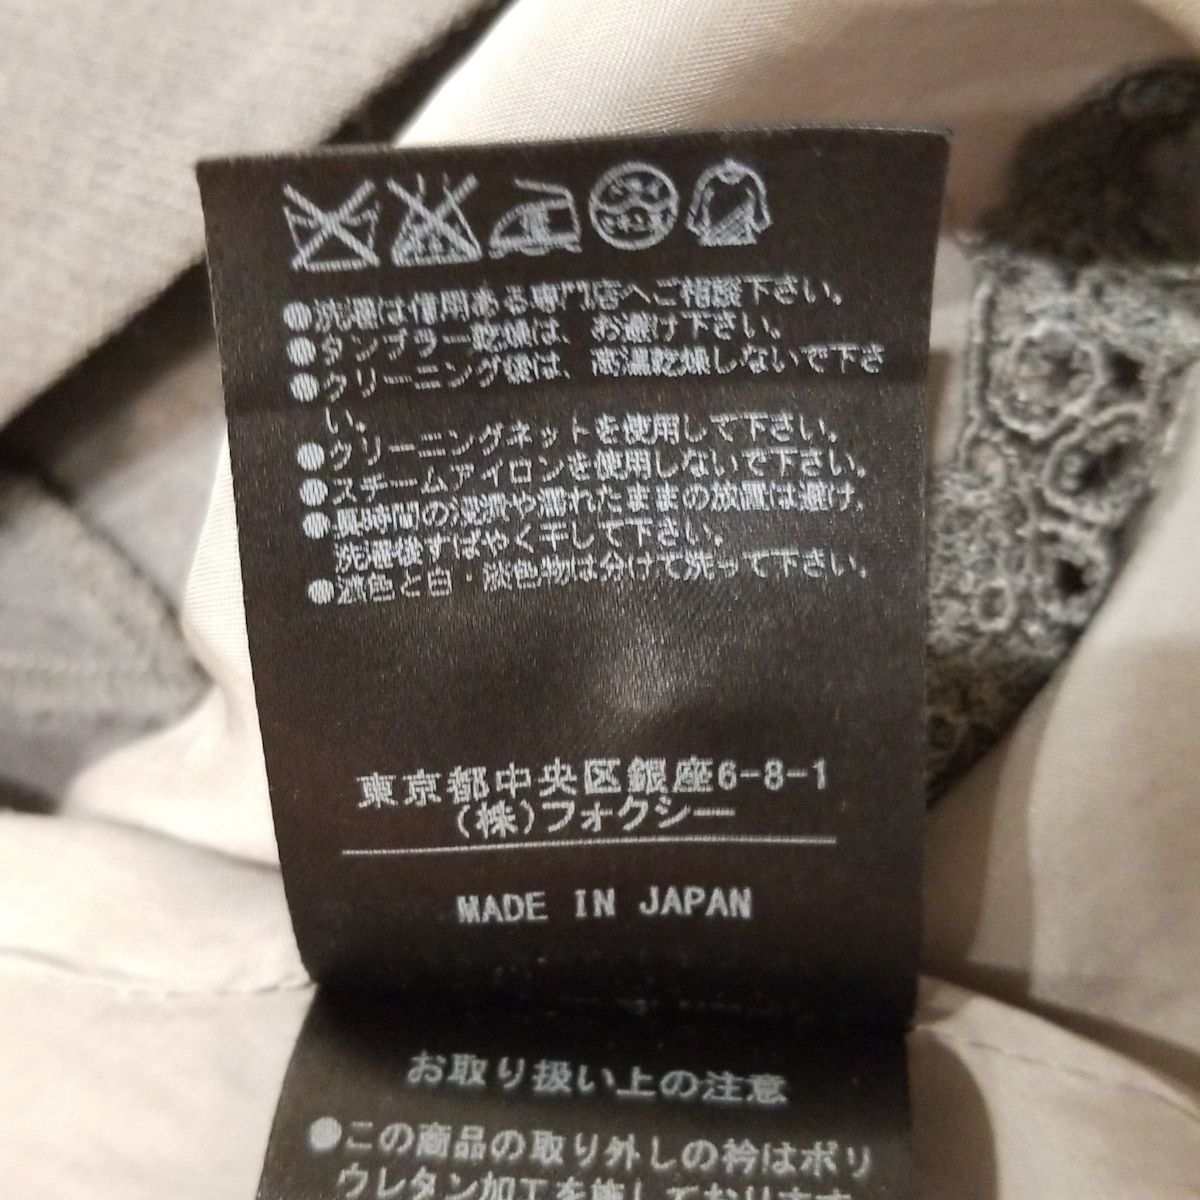 ●洗濯は信用ある専門店へご相談下さい。
●タンブラー乾燥は、お避け下さい。
●クリーニング後は、高温乾燥しないで下さ
い。
●クリーニングネットを使用して下さい。
●スチームアイロンを使用しないで下さい。
●長時間の浸漬や濡れたままの放置は避け、
洗濯後すばやく干して下さい。
●濃色と白・淡色物は分けて洗って下さい。
東京都中央区銀座6-8-1
(株)フォクシー
MADE IN JAPAN
お取り扱い上の注意
●この商品の取り外しの衿はポリ
ウレタン加工を施しております